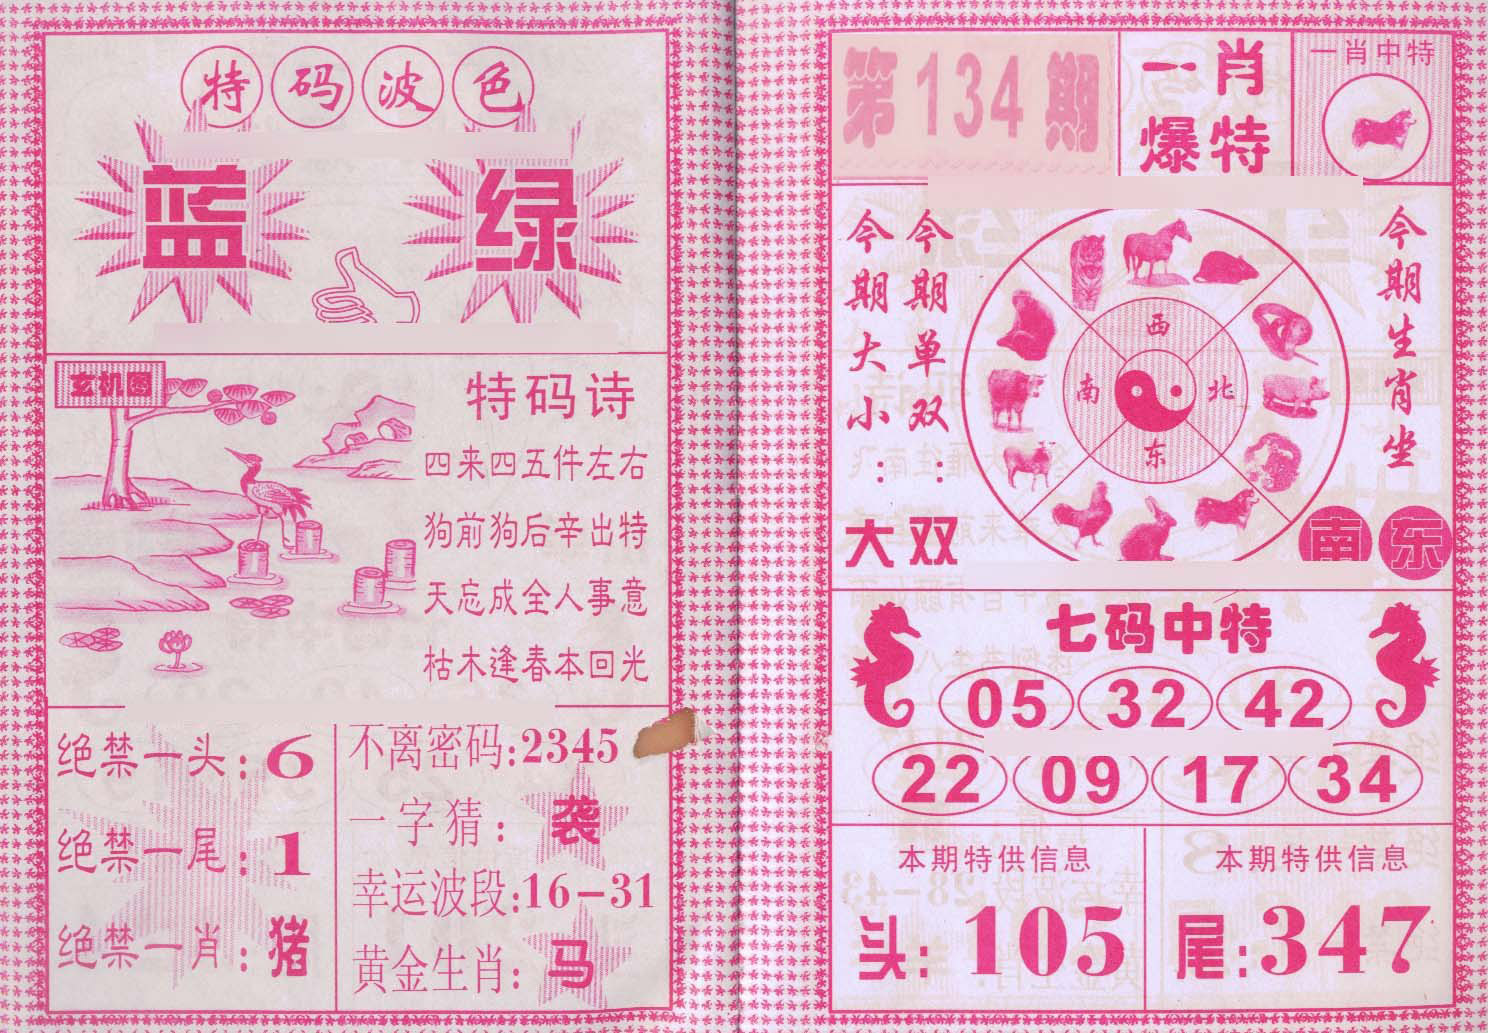 特码波色
蓝 绿
玄机图
特码诗
四来四五件左右
狗前狗后辛出特
天忘成全人事意
枯木逢春本回光
绝禁一头:6
绝禁一尾:1
绝禁一肖:猪
不离密码:2345
一字猜:袭
幸运波段:16-31
黄金生肖:马
第134期
一肖
爆特
一肖中特
今期大小:大
今期单双:双
西
南 北
东
今期生肖坐
南 东
七码中特
05 32 42
22 09 17 34
本期特供信息
头:105
本期特供信息
尾:347